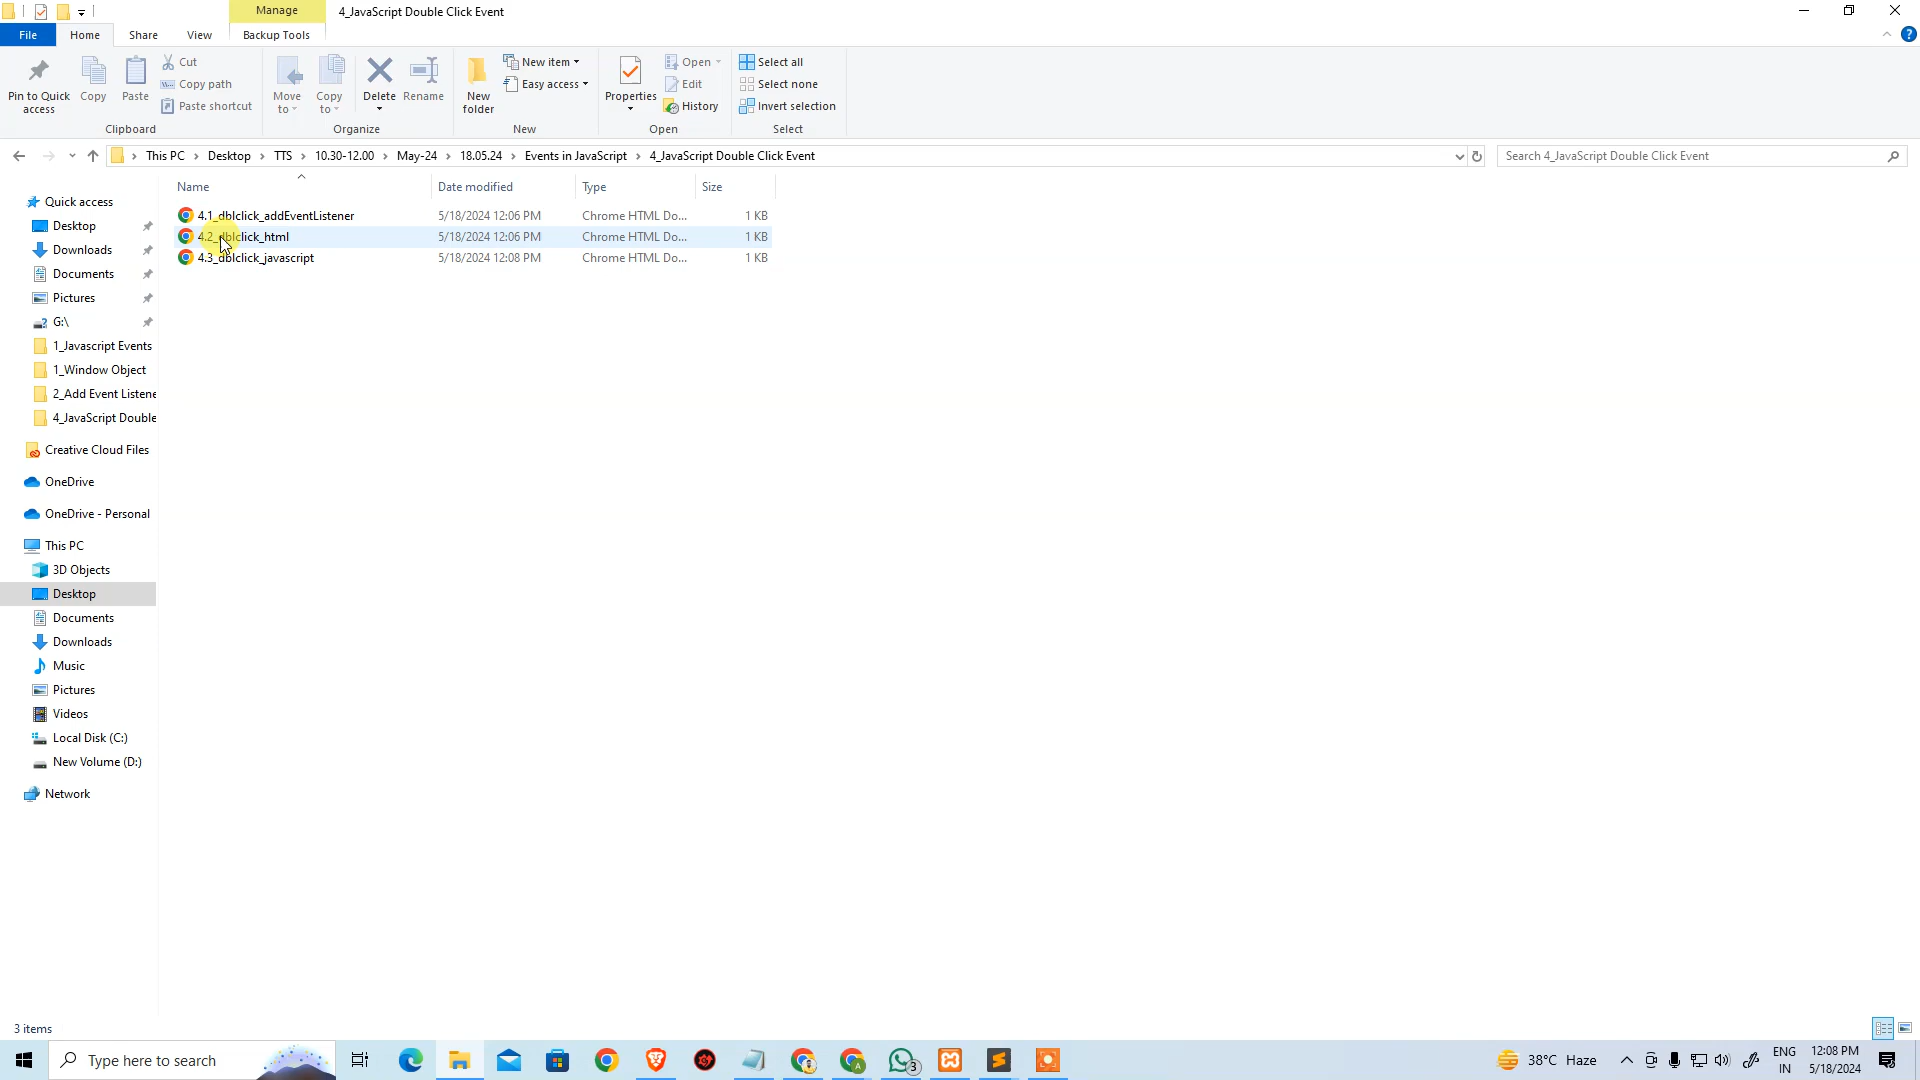 Manage
4_JavaScript Double Click Event
File
Home
Share
View
Backup Tools
Pin to Quick access
Copy
Paste
Cut
Copy path
Paste shortcut
Move to
Copy to
Delete
Rename
New folder
New item
Easy access
Properties
Open
Edit
History
Select all
Select none
Invert selection
Clipboard
Organize
New
Open
Select
This PC > Desktop > TTS > 10.30-12.00 > May-24 > 18.05.24 > Events in JavaScript > 4_JavaScript Double Click Event
Search 4_JavaScript Double Click Event
Name
Date modified
Type
Size
4.1_dblclick_addEventListener 5/18/2024 12:06 PM Chrome HTML Do... 1 KB
4.2_dblclick_html 5/18/2024 12:06 PM Chrome HTML Do... 1 KB
4.3_dblclick_javascript 5/18/2024 12:08 PM Chrome HTML Do... 1 KB
Quick access
Desktop
Downloads
Documents
Pictures
G:\
1_Javascript Events
1_Window Object
2_Add Event Listene
4_JavaScript Double
Creative Cloud Files
OneDrive
OneDrive - Personal
This PC
3D Objects
Desktop
Documents
Downloads
Music
Pictures
Videos
Local Disk (C:)
New Volume (D:)
Network
3 items
Type here to search
3
A
38°C Haze
ENG
IN
12:08 PM
5/18/2024